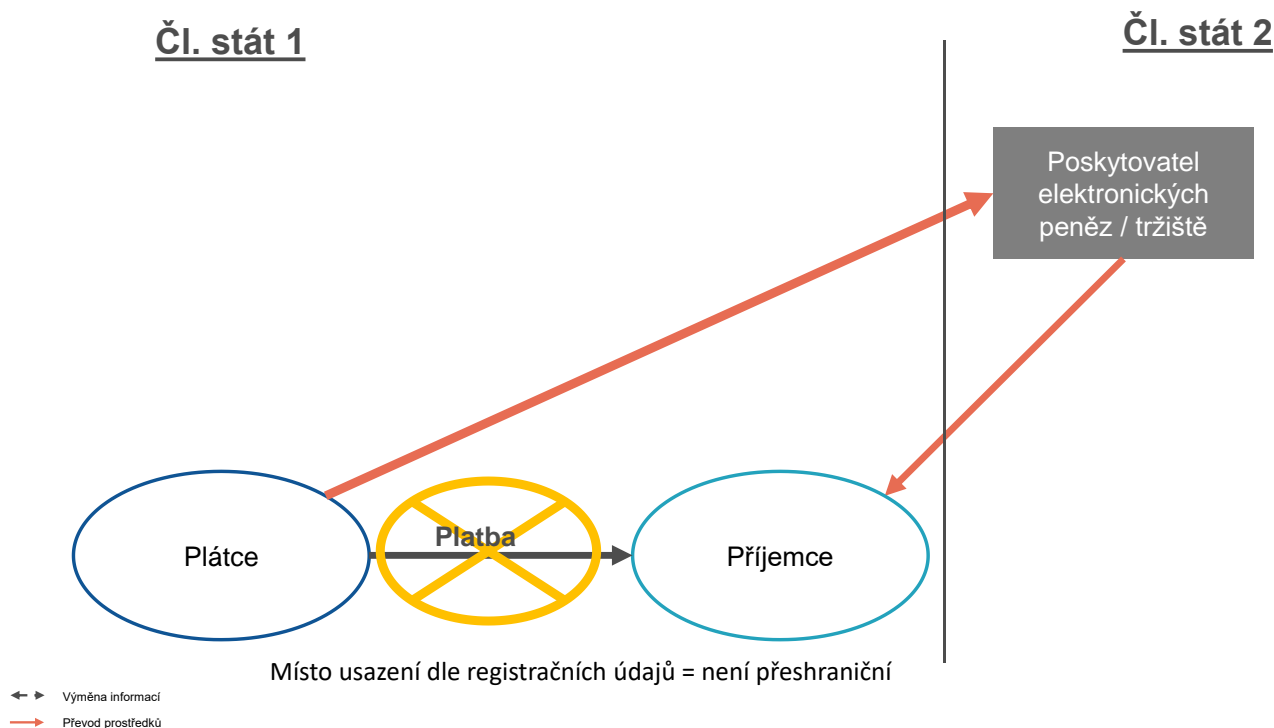 Čl. stát 1
Čl. stát 2
Poskytovatel
elektronických
peněz / tržiště
Plátce
Platba
Příjemce
Místo usazení dle registračních údajů = není přeshraniční
Výměna informací
Převod prostředků